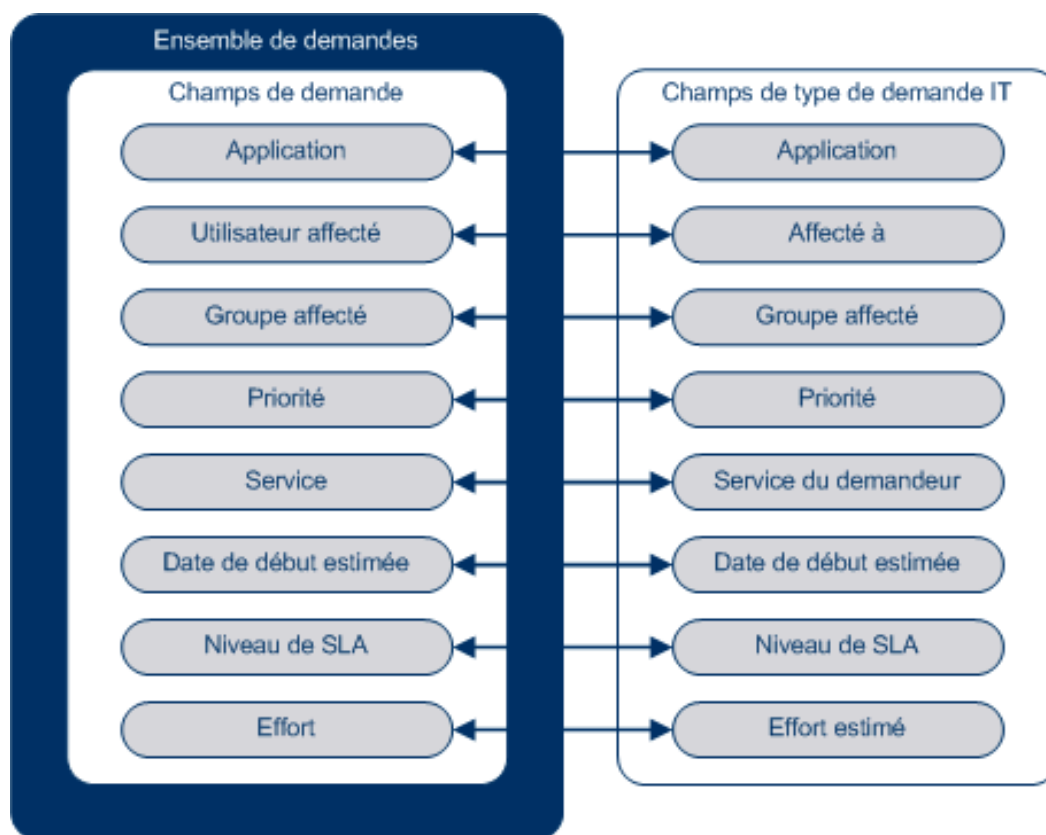 Ensemble de demandes
Champs de demande
Champs de type de demande IT
Application
Application
Utilisateur affecté
Affecté à
Groupe affecté
Groupe affecté
Priorité
Priorité
Service
Service du demandeur
Date de début estimée
Date de début estimée
Niveau de SLA
Niveau de SLA
Effort
Effort estimé